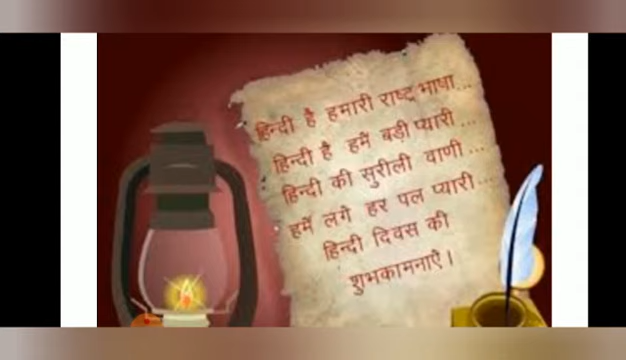 हिन्दी है हमारी राष्ट्र भाषा...
हिन्दी है हमें बड़ी प्यारी...
हिन्दी की सुरीली वाणी...
हमें लगे हर पल प्यारी...
हिन्दी दिवस की
शुभकामनाऐं।